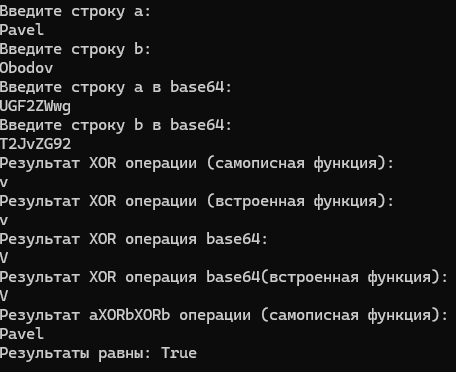 Введите строку a:
Pavel
Введите строку b:
Obodov
Введите строку a в base64:
UGF2ZWwg
Введите строку b в base64:
T2JvZG92
Результат XOR операции (самописная функция):
v
Результат XOR операции (встроенная функция):
v
Результат XOR операция base64:
V
Результат XOR операция base64(встроенная функция):
V
Результат aXORbXORb операции (самописная функция):
Pavel
Результаты равны: True